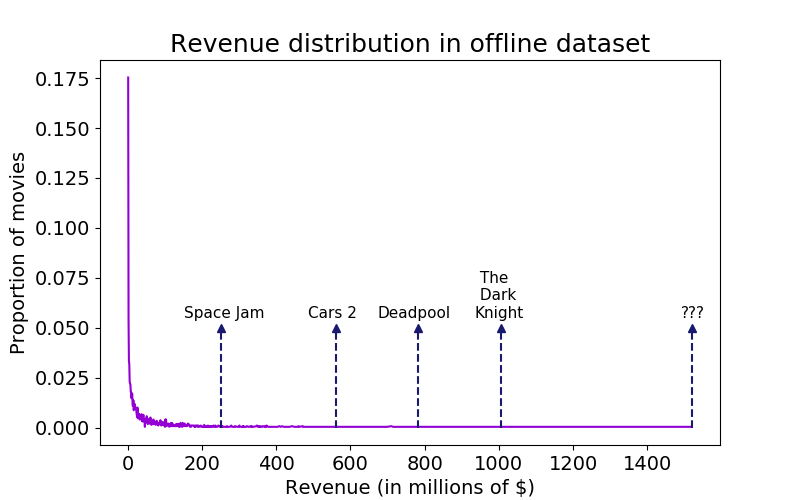 Revenue distribution in offline dataset
Proportion of movies
0.175
0.150
0.125
0.100
0.075
0.050
0.025
0.000
Space Jam
Cars 2
Deadpool
The
Dark
Knight
???
0
200
400
600
800
1000
1200
1400
Revenue (in millions of $)